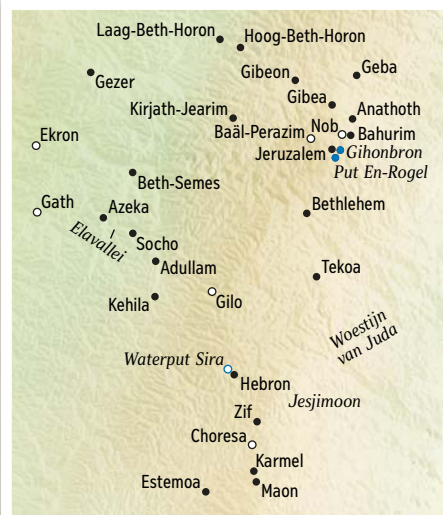 Laag-Beth-Horon
Hoog-Beth-Horon
Gezer
Gibeon
Geba
Gibea
Kirjath-Jearim
Anathoth
Baäl-Perazim
Nob
Bahurim
Ekron
Jeruzalem
Gihonbron
Put En-Rogel
Beth-Semes
Gath
Azeka
Bethlehem
Elavallei
Socho
Adullam
Tekoa
Kehila
Gilo
Woestijn
van Juda
Waterput Sira
Hebron
Jesjimoon
Zif
Choresa
Karmel
Estemoa
Maon